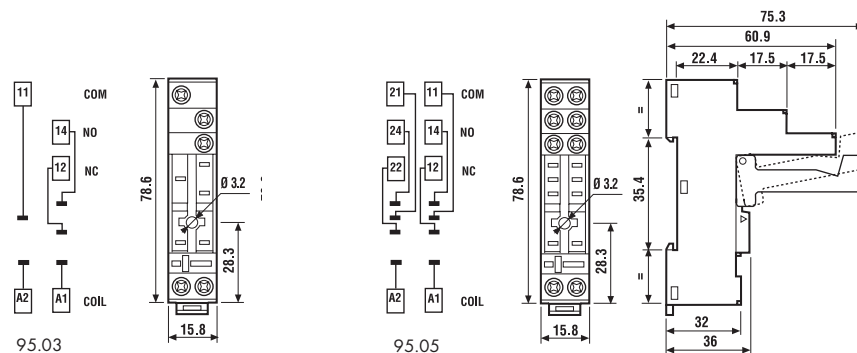 75.3
60.9
22.4 17.5 17.5
11 COM
14 NO
12 NC
78.6
Ø 3.2
28.3
A2 A1 COIL
15.8
95.03
21 11 COM
24 14 NO
22 12 NC
78.6
Ø 3.2
28.3
A2 A1 COIL
15.8
95.05
=
35.4
=
32
36